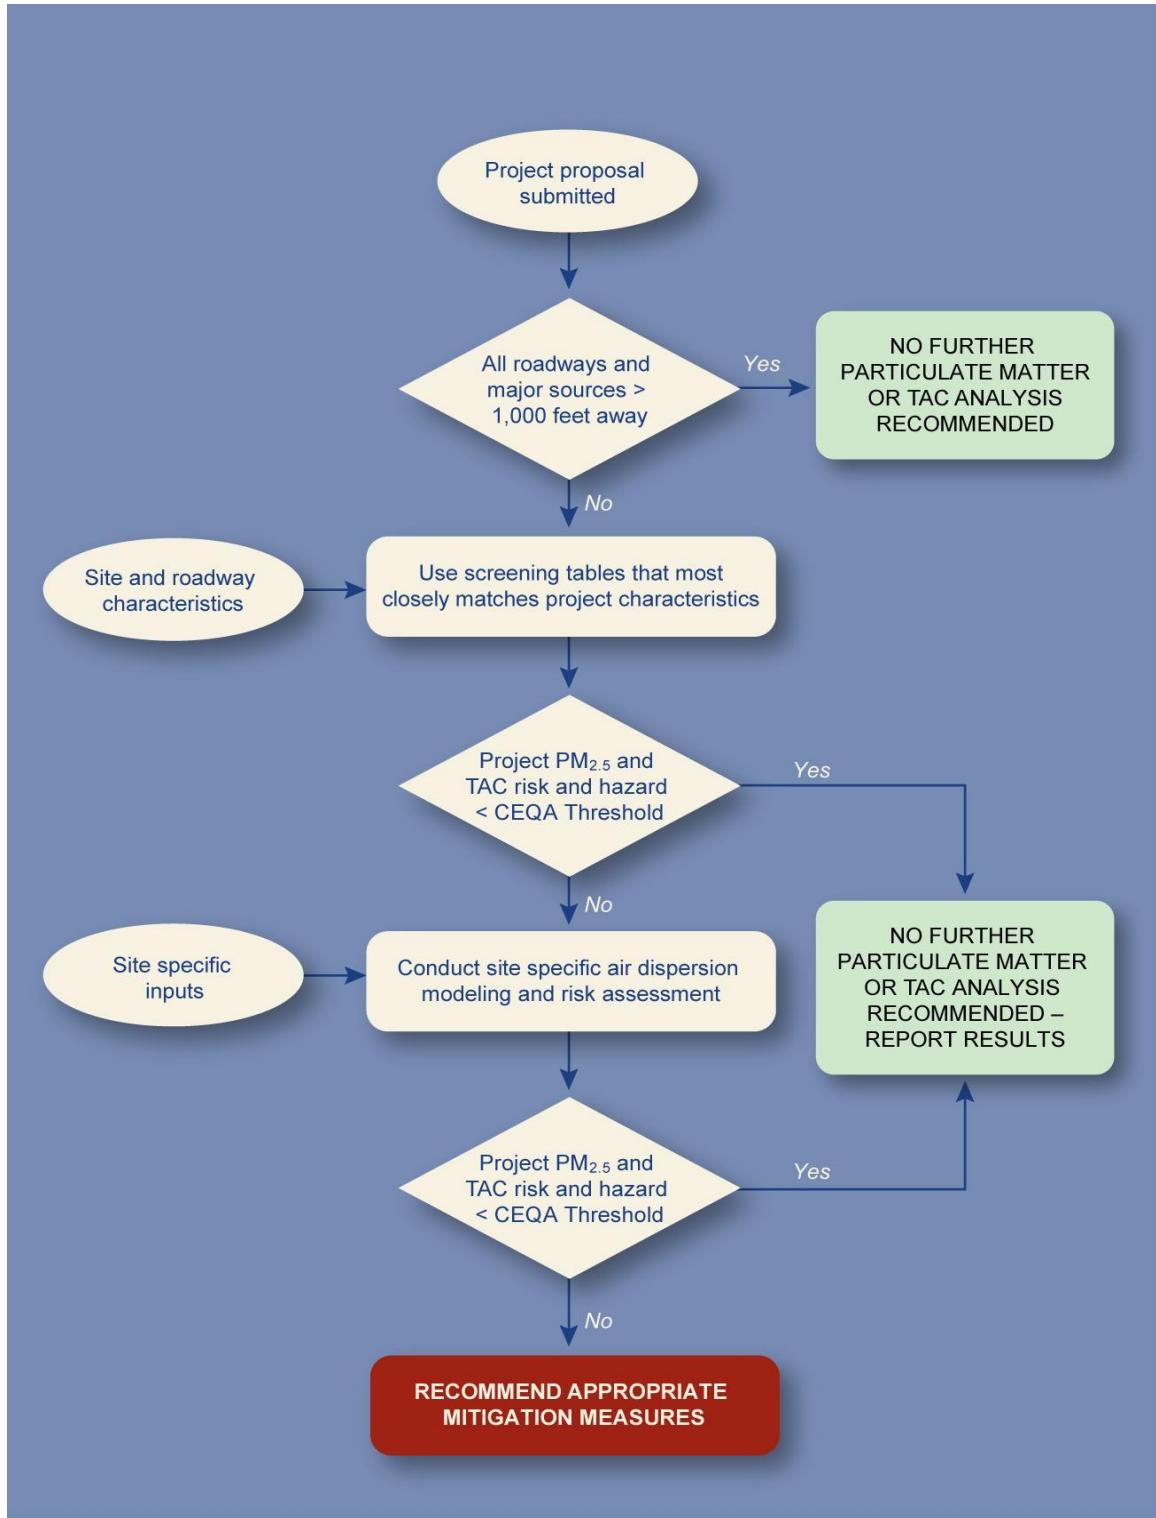 Project proposal
submitted
All roadways and
major sources >
1,000 feet away
Yes
NO FURTHER
PARTICULATE MATTER
OR TAC ANALYSIS
RECOMMENDED
No
Site and roadway
characteristics
Use screening tables that most
closely matches project characteristics
Project PM₂.₅ and
TAC risk and hazard
< CEQA Threshold
Yes
No
NO FURTHER
PARTICULATE MATTER
OR TAC ANALYSIS
RECOMMENDED –
REPORT RESULTS
Site specific
inputs
Conduct site specific air dispersion
modeling and risk assessment
Project PM₂.₅ and
TAC risk and hazard
< CEQA Threshold
Yes
No
RECOMMEND APPROPRIATE
MITIGATION MEASURES